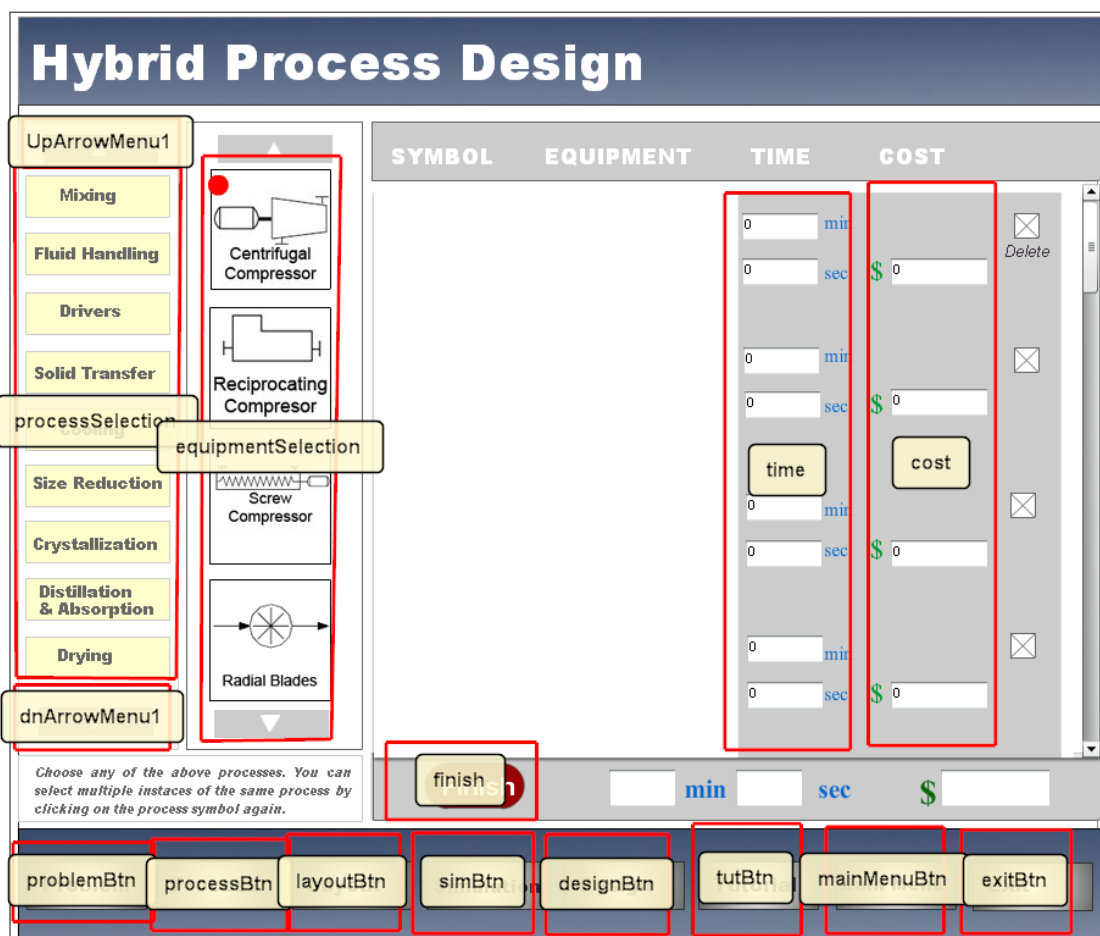 Hybrid Process Design
SYMBOL EQUIPMENT TIME COST
UpArrowMenu1
Mixing
Fluid Handling
Drivers
Solid Transfer
processSelection
Cooling
Size Reduction
Crystallization
Distillation
& Absorption
Drying
dnArrowMenu1
Centrifugal
Compressor
Reciprocating
Compresor
equipmentSelection
Screw
Compressor
Radial Blades
0 min
Delete
0 sec $ 0
0 min
0 sec $ 0
time cost
0 min
0 sec $ 0
0 min
0 sec $ 0
Choose any of the above processes. You can
select multiple instaces of the same process by
clicking on the process symbol again.
finish
min sec $
problemBtn processBtn layoutBtn simBtn designBtn tutBtn mainMenuBtn exitBtn